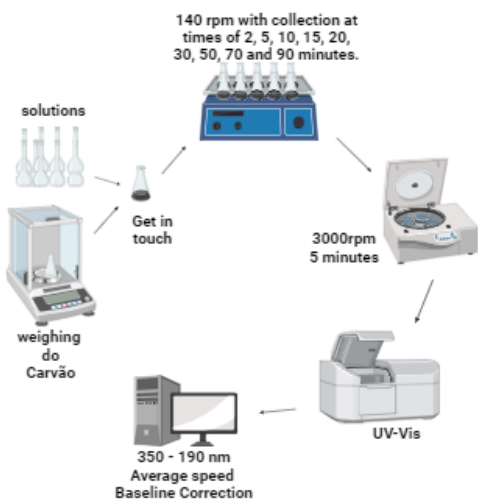 140 rpm with collection at
times of 2, 5, 10, 15, 20,
30, 50, 70 and 90 minutes.
solutions
Get in
touch
3000rpm
5 minutes
weighing
do
Carvão
UV-Vis
350 - 190 nm
Average speed
Baseline Correction